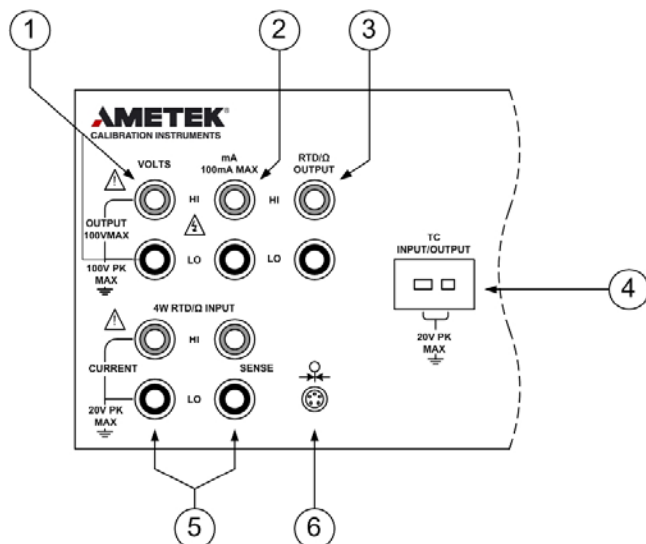 1
2
3
AMETEK®
CALIBRATION INSTRUMENTS
VOLTS
mA
100mA MAX
RTD/Ω
OUTPUT
HI
HI
OUTPUT
100VMAX
LO
LO
100V PK
MAX
TC
INPUT/OUTPUT
4
20V PK
MAX
4W RTD/Ω INPUT
HI
CURRENT
SENSE
LO
20V PK
MAX
5
6